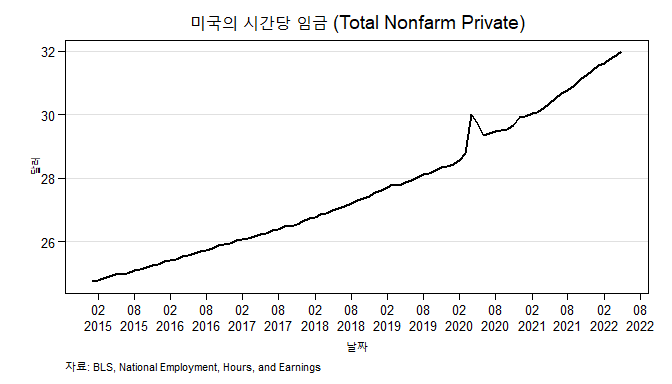 미국의 시간당 임금 (Total Nonfarm Private)
32
30
28
26
달러
02 08 02 08 02 08 02 08 02 08 02 08 02 08 02 08
2015 2015 2016 2016 2017 2017 2018 2018 2019 2019 2020 2020 2021 2021 2022 2022
날짜
자료: BLS, National Employment, Hours, and Earnings